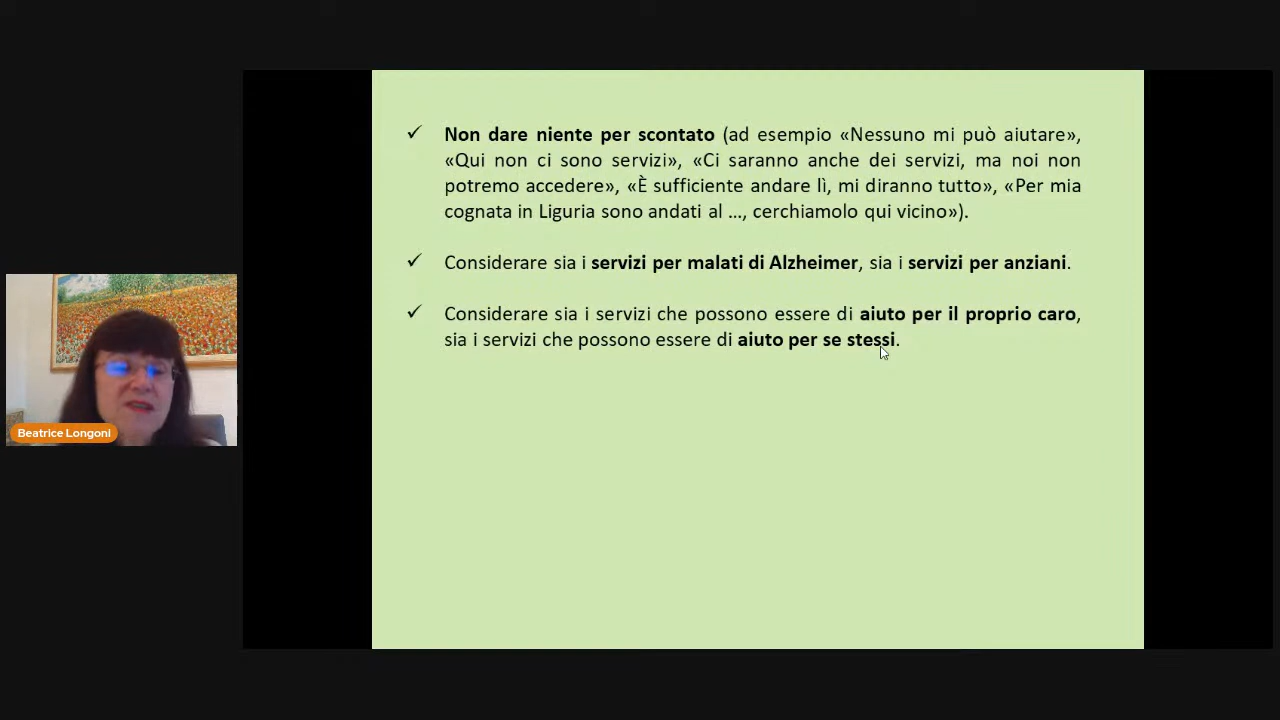 ✓ Non dare niente per scontato (ad esempio «Nessuno mi può aiutare»,
«Qui non ci sono servizi», «Ci saranno anche dei servizi, ma noi non
potremo accedere», «È sufficiente andare lì, mi diranno tutto», «Per mia
cognata in Liguria sono andati al …, cerchiamolo qui vicino»).
✓ Considerare sia i servizi per malati di Alzheimer, sia i servizi per anziani.
✓ Considerare sia i servizi che possono essere di aiuto per il proprio caro,
sia i servizi che possono essere di aiuto per se stessi.
Beatrice Longoni